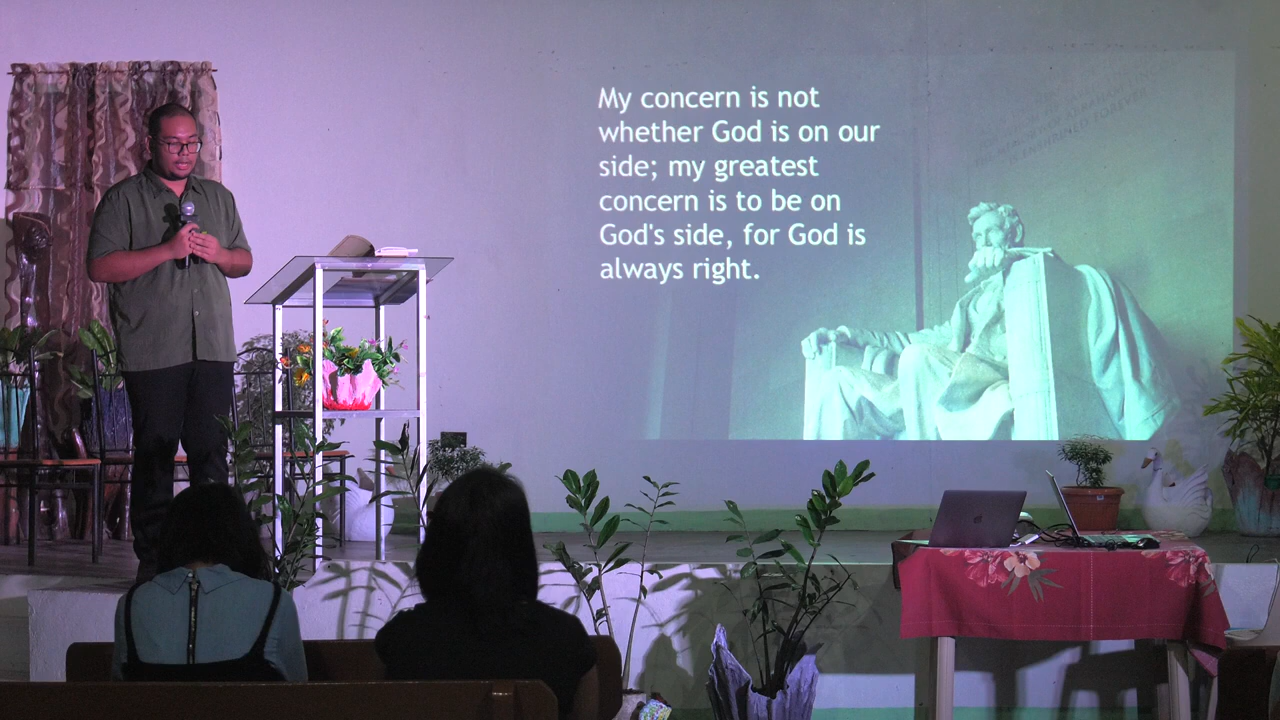 My concern is not
whether God is on our
side; my greatest
concern is to be on
God's side, for God is
always right.